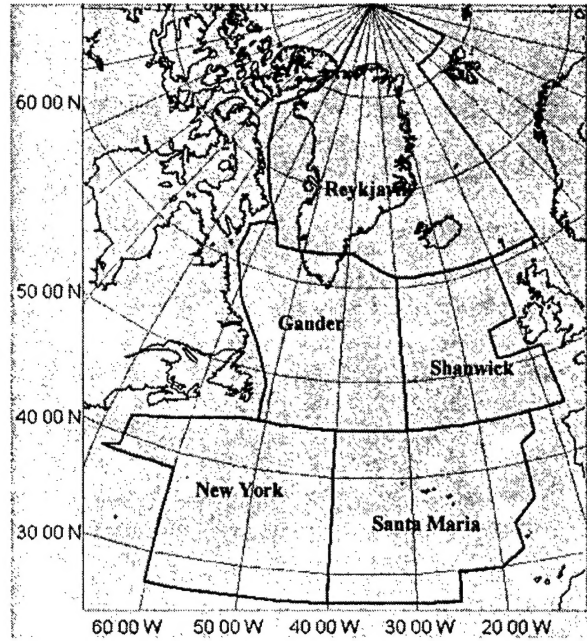 60 00 N
50 00 N
40 00 N
30 00 N
Reykjavik
Gander
Shanwick
New York
Santa Maria
60 00 W
50 00 W
40 00 W
30 00 W
20 00 W